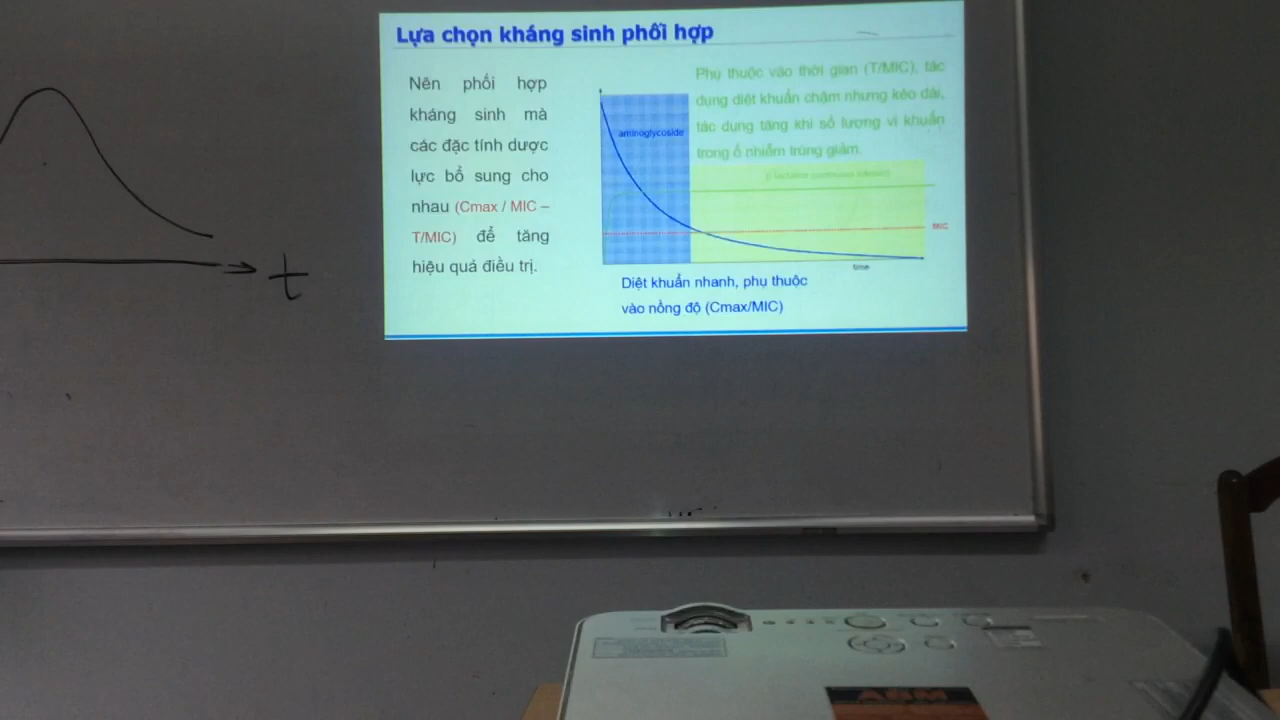 Lựa chọn kháng sinh phối hợp
Nên phối hợp
kháng sinh mà
các đặc tính dược
lực bổ sung cho
nhau (Cmax / MIC –
T/MIC) để tăng
hiệu quả điều trị.
Phụ thuộc vào thời gian (T/MIC), tác
dụng diệt khuẩn chậm nhưng kéo dài,
tác dụng tăng khi số lượng vi khuẩn
trong ổ nhiễm trùng giảm.
aminoglycoside
MIC
time
Diệt khuẩn nhanh, phụ thuộc
vào nồng độ (Cmax/MIC)
t